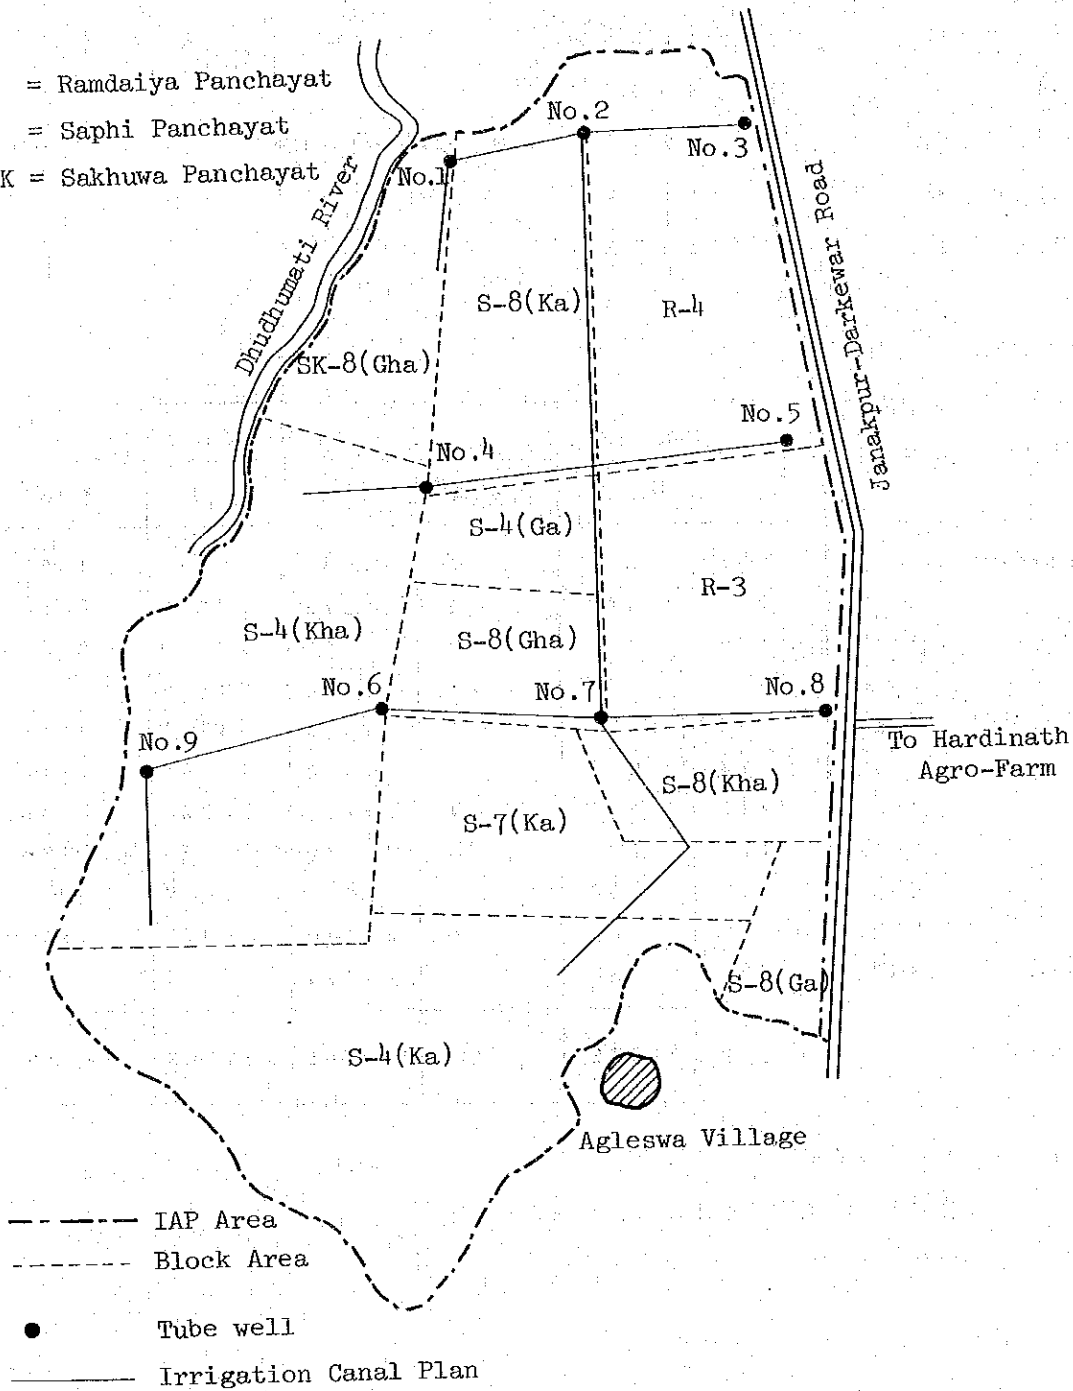 = Ramdaiya Panchayat
= Saphi Panchayat
K = Sakhuwa Panchayat
No.2
No.3
No.1
Dhudhumati River
Janakpur-Darkewar Road
S-8(Ka)
R-4
SK-8(Gha)
No.5
No.4
S-4(Ga)
R-3
S-4(Kha)
S-8(Gha)
No.6
No.7
No.8
No.9
To Hardinath
Agro-Farm
S-8(Kha)
S-7(Ka)
S-8(Ga)
S-4(Ka)
Agleswa Village
IAP Area
Block Area
Tube well
Irrigation Canal Plan